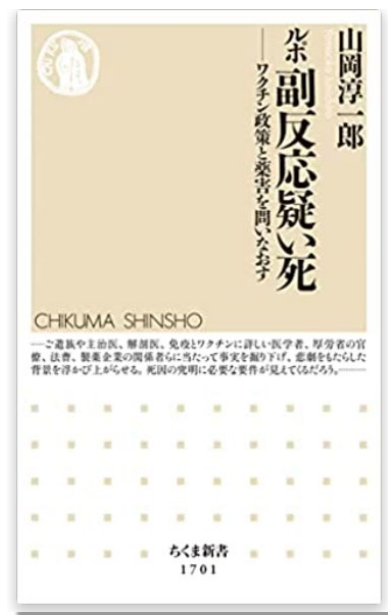 山岡淳一郎
ルポ 副反応疑い死
──ワクチン政策と薬害を問いなおす
CHIKUMA SHINSHO
──ご遺族や主治医、解剖医、免疫とワクチンに詳しい医学者、厚労省の官
僚、法曹、製薬企業の関係者らに当たって事実を掘り下げ、悲劇をもたらした
背景を浮かび上がらせる。死因の究明に必要な要件が見えてくるだろう。──
ちくま新書
1701